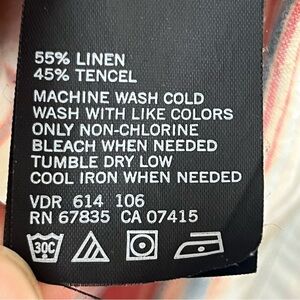 55% LINEN
45% TENCEL
MACHINE WASH COLD
WASH WITH LIKE COLORS
ONLY NON-CHLORINE
BLEACH WHEN NEEDED
TUMBLE DRY LOW
COOL IRON WHEN NEEDED
VDR 614 106
RN 67835 CA 07415
30C